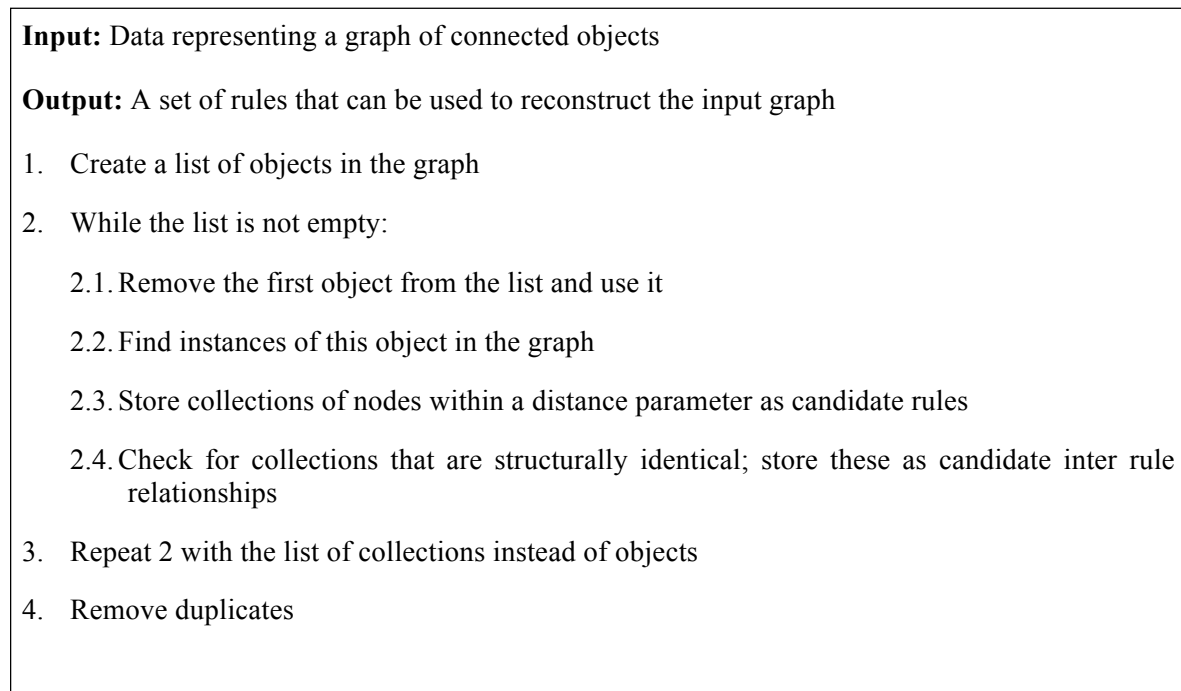 Input: Data representing a graph of connected objects
Output: A set of rules that can be used to reconstruct the input graph
1. Create a list of objects in the graph
2. While the list is not empty:
2.1. Remove the first object from the list and use it
2.2. Find instances of this object in the graph
2.3. Store collections of nodes within a distance parameter as candidate rules
2.4. Check for collections that are structurally identical; store these as candidate inter rule
relationships
3. Repeat 2 with the list of collections instead of objects
4. Remove duplicates